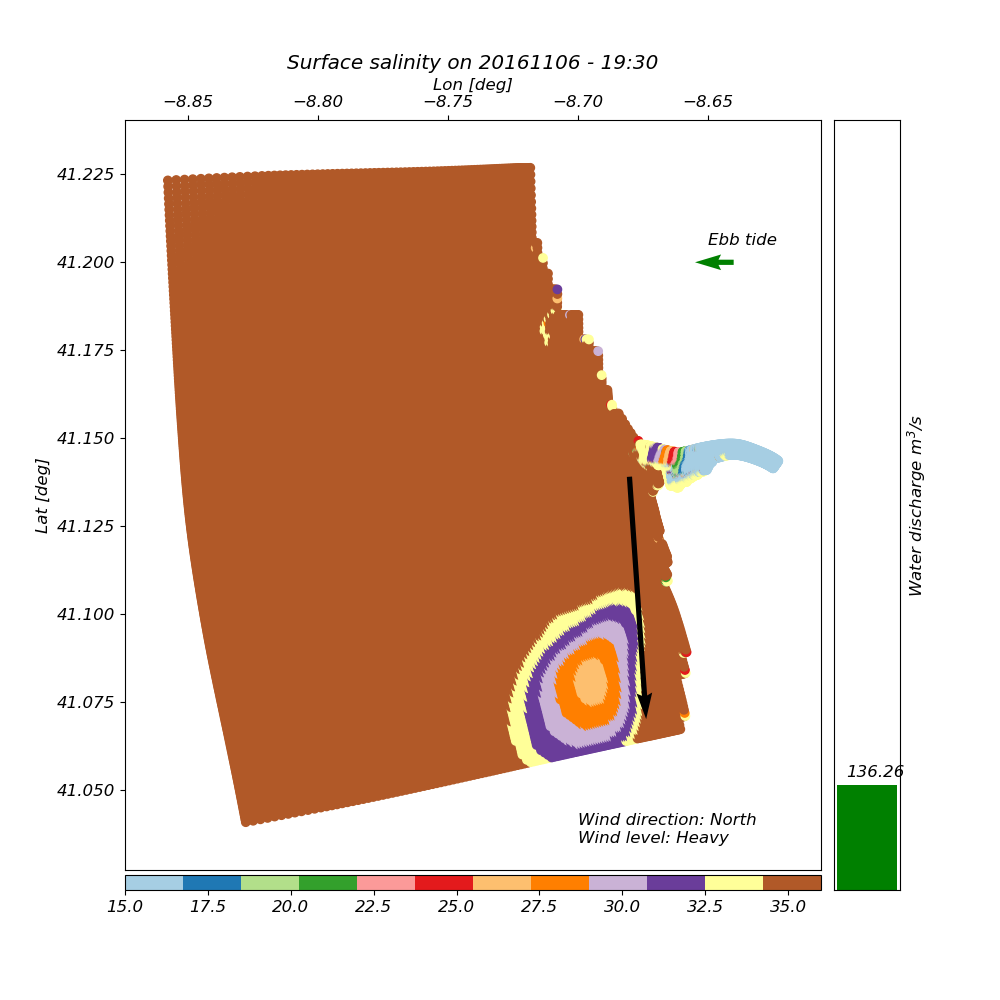 Surface salinity on 20161106 - 19:30
Lon [deg]
−8.85 −8.80 −8.75 −8.70 −8.65
41.225
41.200
41.175
41.150
41.125
41.100
41.075
41.050
Lat [deg]
Ebb tide
Wind direction: North
Wind level: Heavy
136.26
Water discharge m³/s
15.0 17.5 20.0 22.5 25.0 27.5 30.0 32.5 35.0